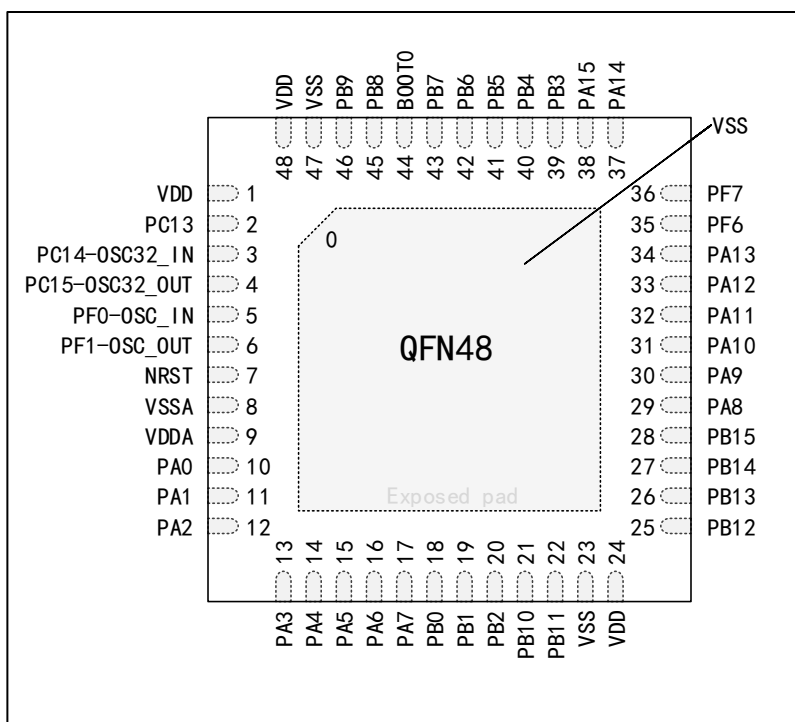 VDD VSS PB9 PB8 BOOT0 PB7 PB6 PB5 PB4 PB3 PA15 PA14
48 47 46 45 44 43 42 41 40 39 38 37
VSS
VDD 1
PC13 2
PC14-OSC32_IN 3
PC15-OSC32_OUT 4
PF0-OSC_IN 5
PF1-OSC_OUT 6
NRST 7
VSSA 8
VDDA 9
PA0 10
PA1 11
PA2 12
0
QFN48
Exposed pad
36 PF7
35 PF6
34 PA13
33 PA12
32 PA11
31 PA10
30 PA9
29 PA8
28 PB15
27 PB14
26 PB13
25 PB12
13 14 15 16 17 18 19 20 21 22 23 24
PA3 PA4 PA5 PA6 PA7 PB0 PB1 PB2 PB10 PB11 VSS VDD